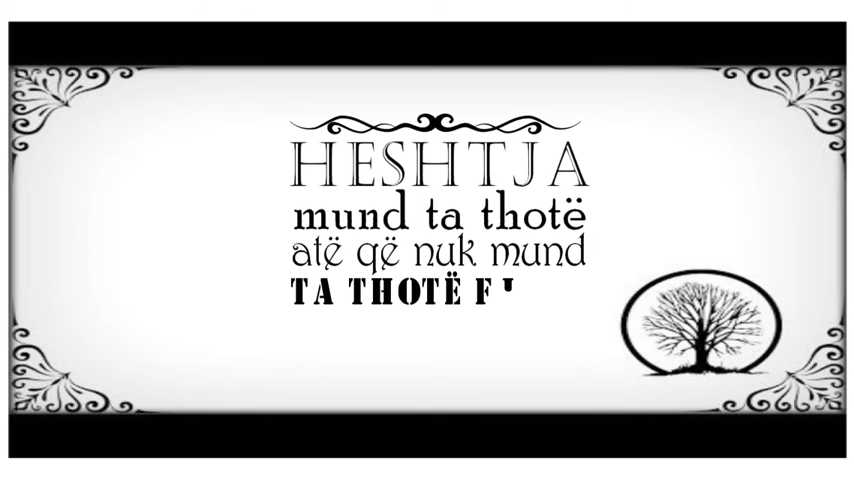 HESHTJA
mund ta thotë
atë që nuk mund
TA THOTË